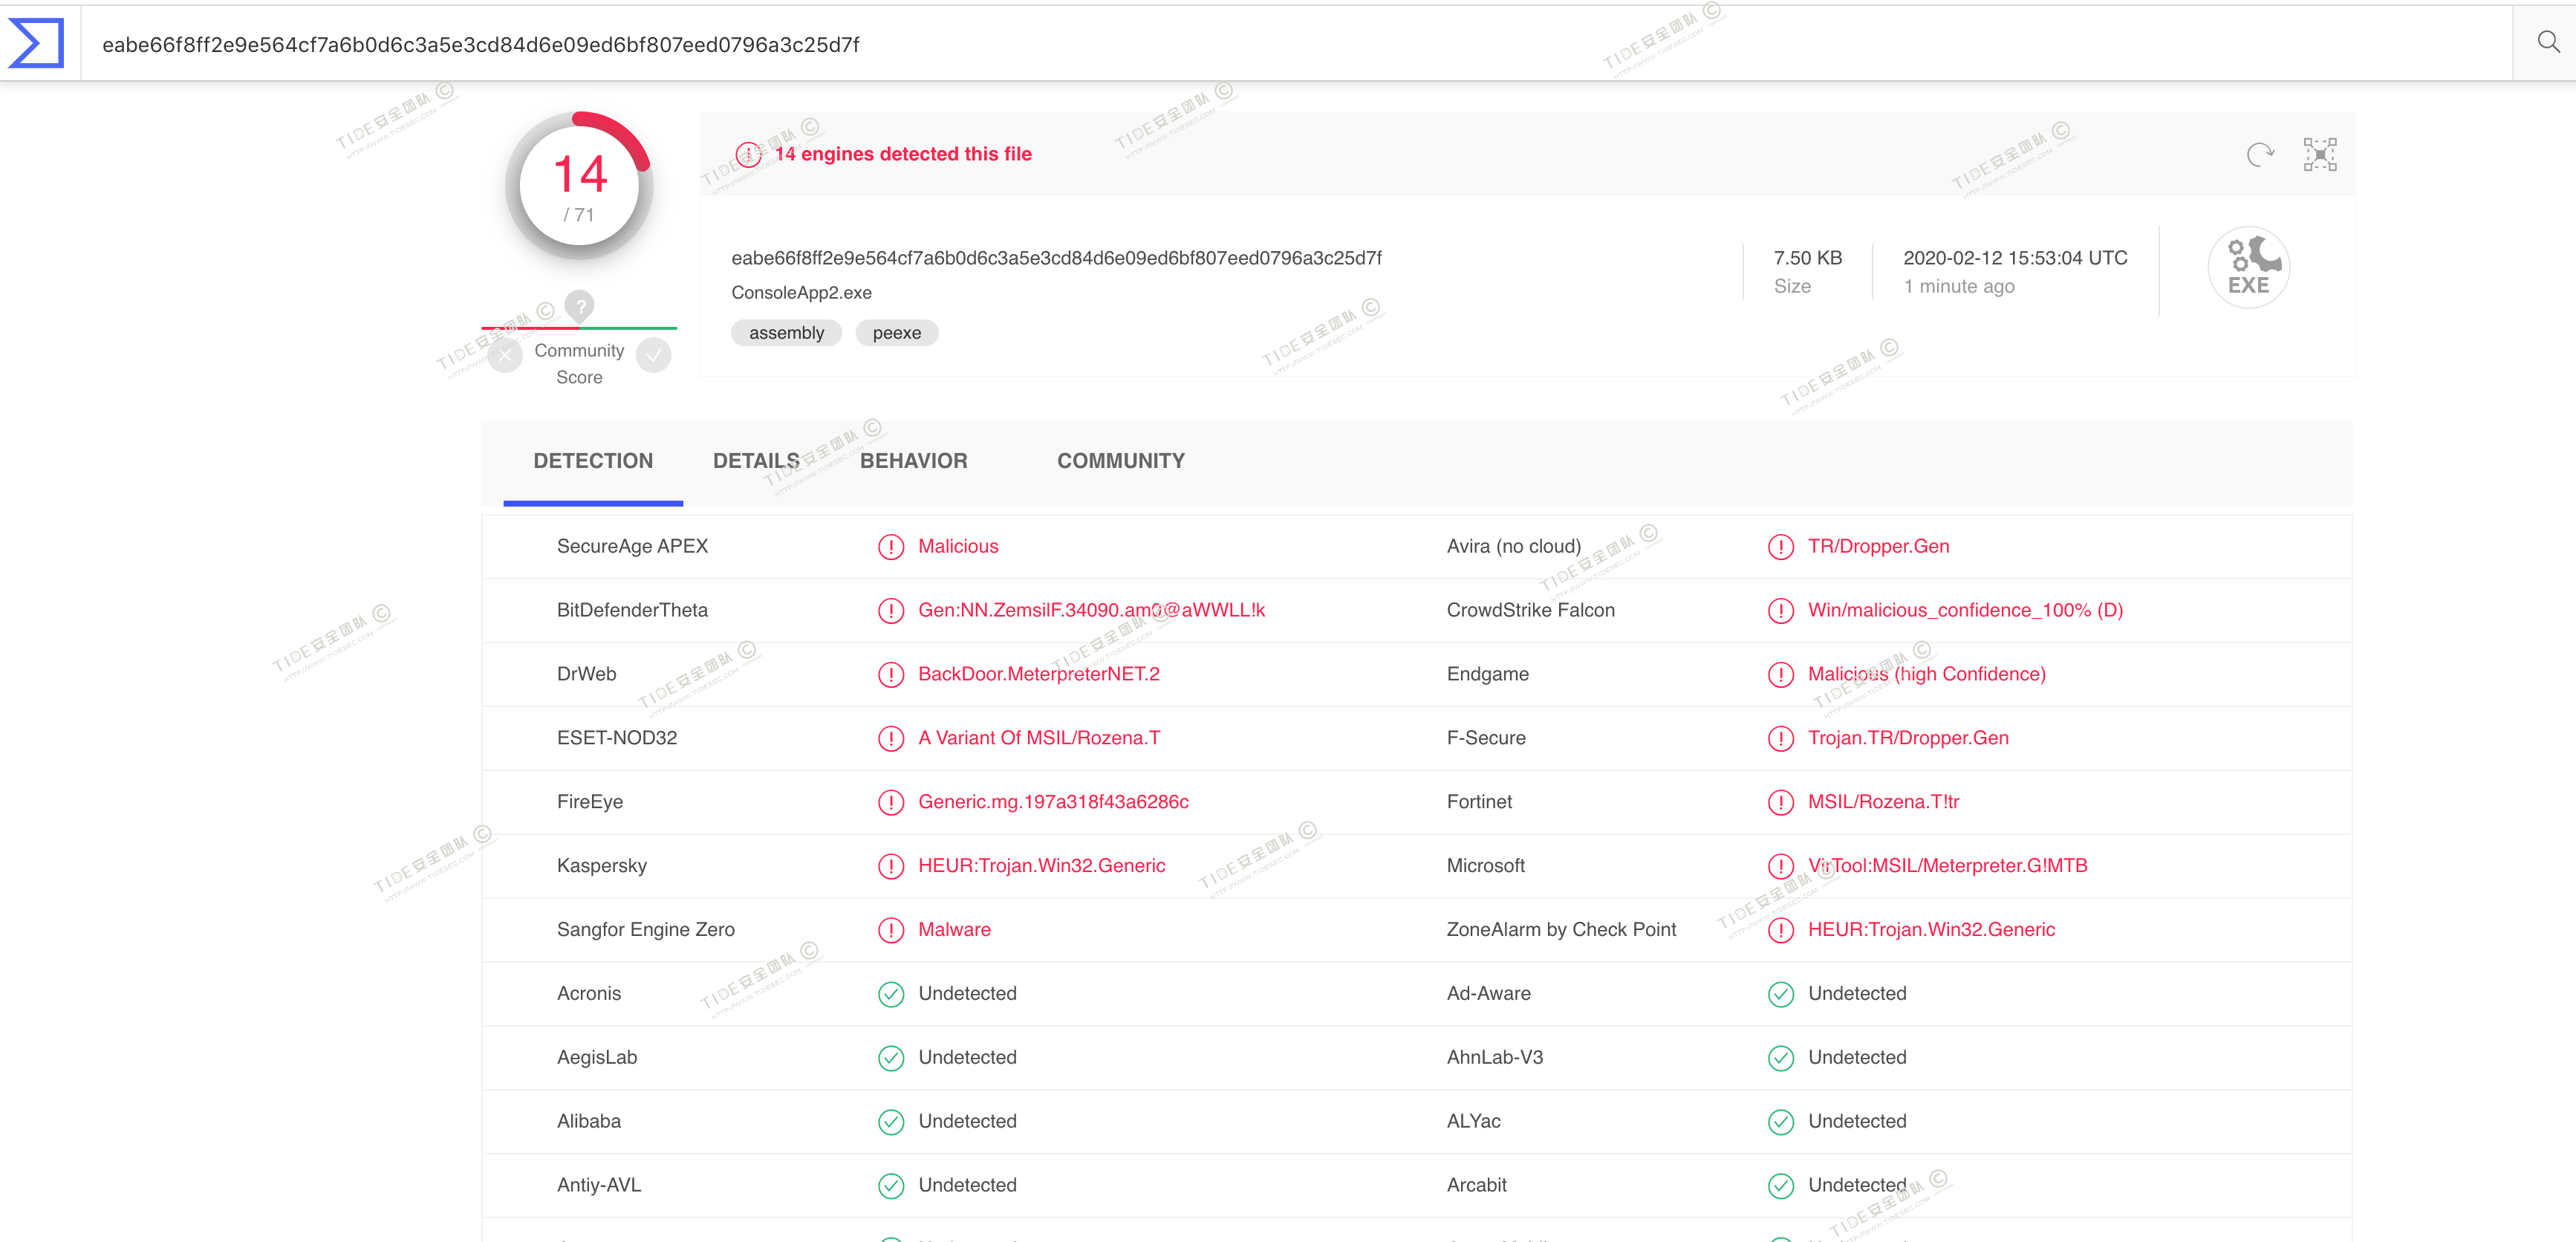 eabe66f8ff2e9e564cf7a6b0d6c3a5e3cd84d6e09ed6bf807eed0796a3c25d7f
14
/ 71
14 engines detected this file
eabe66f8ff2e9e564cf7a6b0d6c3a5e3cd84d6e09ed6bf807eed0796a3c25d7f
ConsoleApp2.exe
assembly peexe
7.50 KB
Size
2020-02-12 15:53:04 UTC
1 minute ago
EXE
?
Community
Score
DETECTION DETAILS BEHAVIOR COMMUNITY
SecureAge APEX Malicious Avira (no cloud) TR/Dropper.Gen
BitDefenderTheta CrowdStrike Falcon Win/malicious_confidence_100% (D)
DrWeb BackDoor.MeterpreterNET.2 Endgame Malicious (high Confidence)
ESET-NOD32 A Variant Of MSIL/Rozena.T F-Secure Trojan.TR/Dropper.Gen
FireEye Generic.mg.197a318f43a6286c Fortinet MSIL/Rozena.T!tr
Kaspersky HEUR:Trojan.Win32.Generic Microsoft VirTool:MSIL/Meterpreter.G!MTB
Sangfor Engine Zero Malware ZoneAlarm by Check Point HEUR:Trojan.Win32.Generic
Acronis Undetected Ad-Aware Undetected
AegisLab Undetected AhnLab-V3 Undetected
Alibaba Undetected ALYac Undetected
Antiy-AVL Undetected Arcabit Undetected
TIDE安全团队 ©
HTTP://WWW.TIDESEC.COM